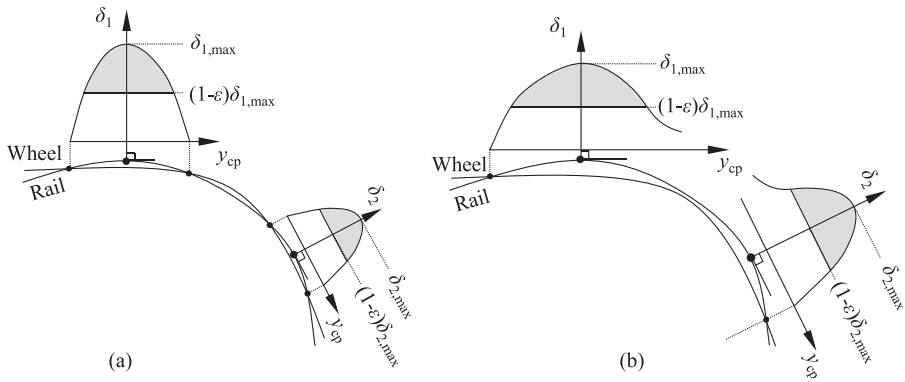 δ1
δ1,max
(1-ε)δ1,max
Wheel
Rail
ycp
δ2
δ2,max
(1-ε)δ2,max
ycp
(a)
δ1
δ1,max
(1-ε)δ1,max
Wheel
Rail
ycp
δ2
δ2,max
(1-ε)δ2,max
ycp
(b)